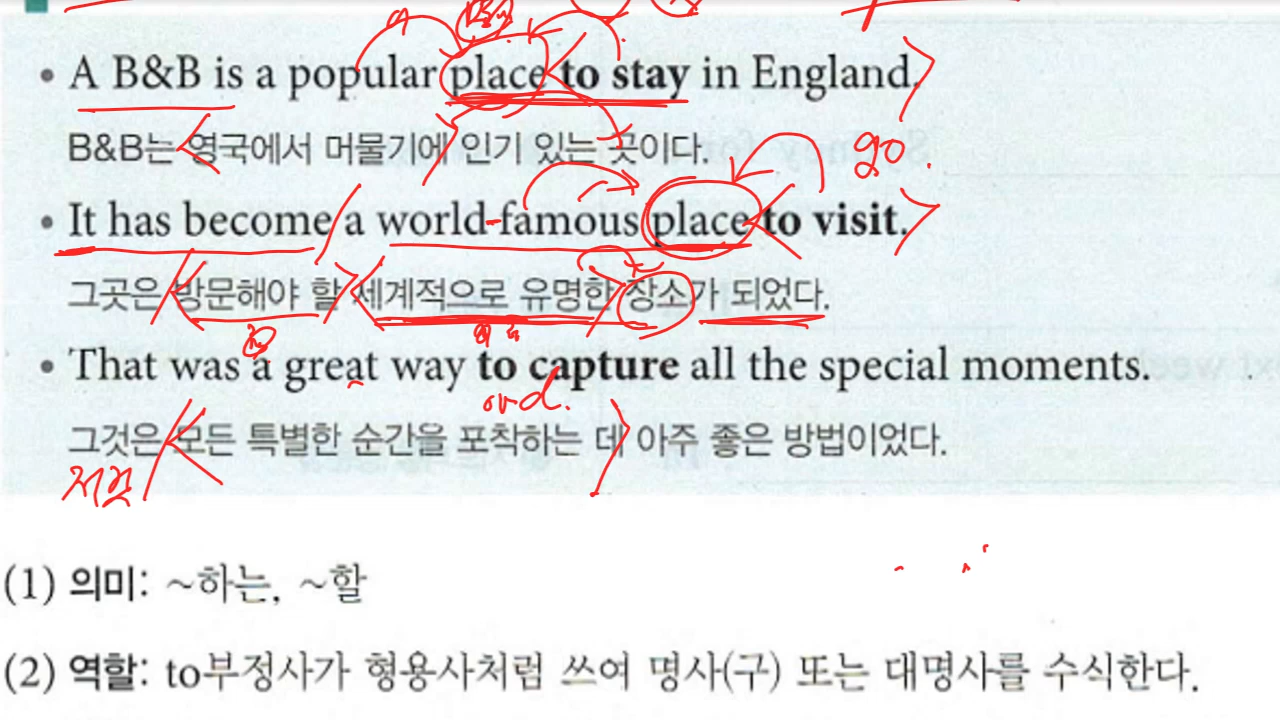 • A B&B is a popular place to stay in England.
B&B는 영국에서 머물기에 인기 있는 곳이다.
go.
• It has become a world-famous place to visit.
그곳은 방문해야 할 세계적으로 유명한 장소가 되었다.
• That was a great way to capture all the special moments.
그것은 모든 특별한 순간을 포착하는 데 아주 좋은 방법이었다.
(1) 의미: ~하는, ~할
(2) 역할: to부정사가 형용사처럼 쓰여 명사(구) 또는 대명사를 수식한다.